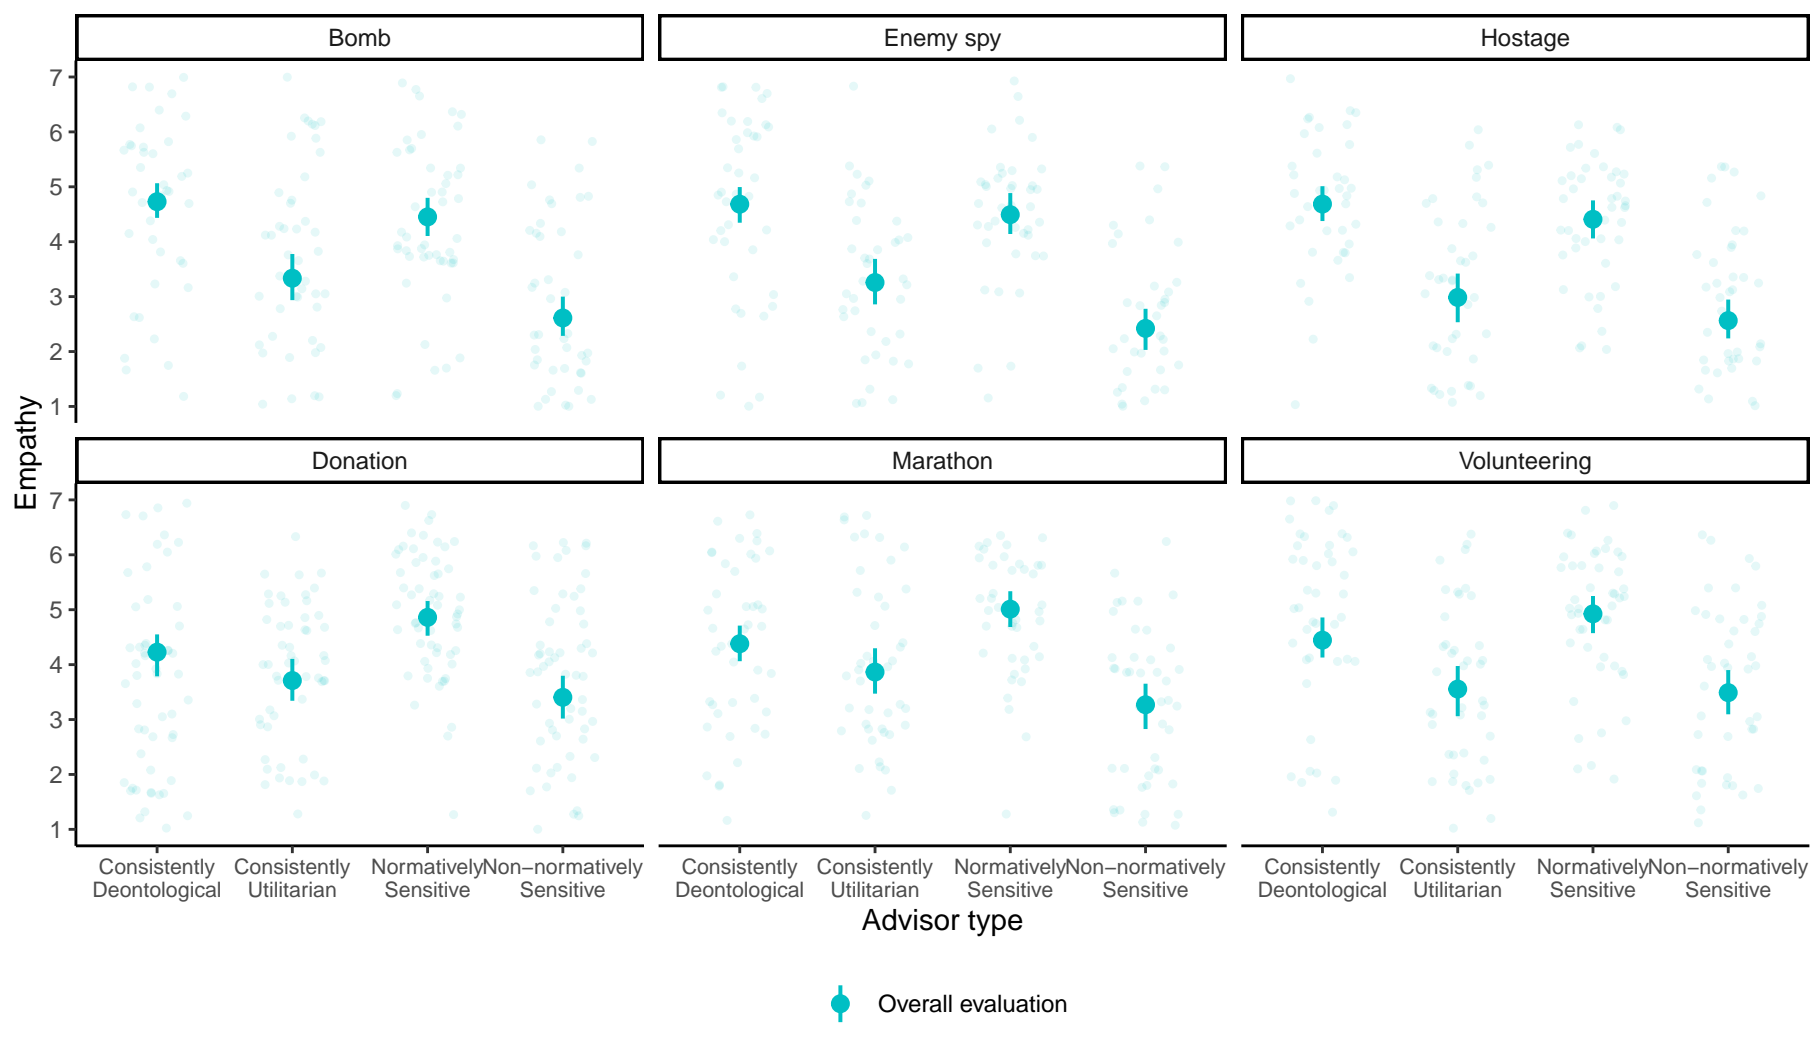 Bomb
Enemy spy
Hostage
7
6
5
4
3
2
1
Empathy
Donation
Marathon
Volunteering
7
6
5
4
3
2
1
Consistently Deontological
Consistently Utilitarian
Normatively Sensitive
Non−normatively Sensitive
Consistently Deontological
Consistently Utilitarian
Normatively Sensitive
Non−normatively Sensitive
Consistently Deontological
Consistently Utilitarian
Normatively Sensitive
Non−normatively Sensitive
Advisor type
Overall evaluation